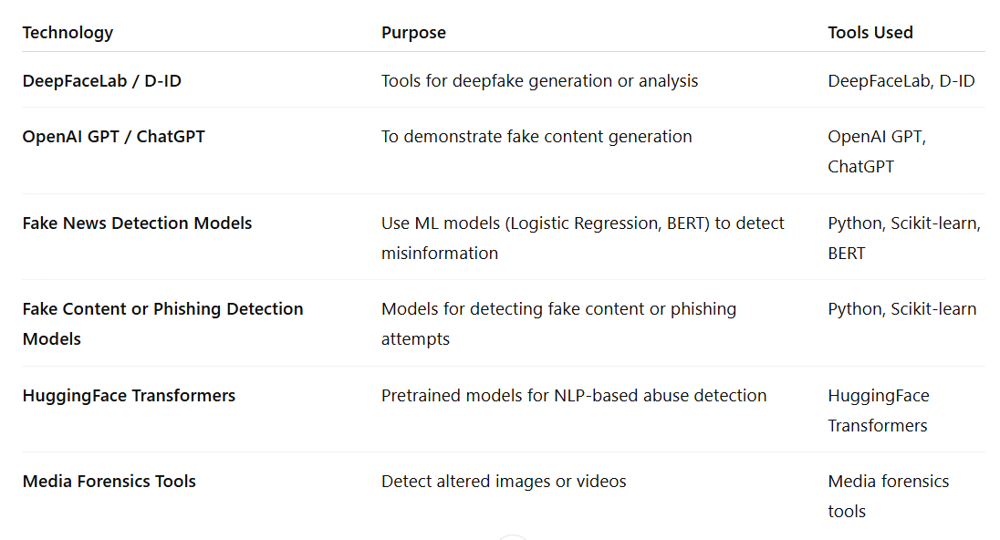 Technology Purpose Tools Used
DeepFaceLab / D-ID Tools for deepfake generation or analysis DeepFaceLab, D-ID
OpenAI GPT / ChatGPT To demonstrate fake content generation OpenAI GPT,
ChatGPT
Fake News Detection Models Use ML models (Logistic Regression, BERT) to detect Python, Scikit-learn,
misinformation BERT
Fake Content or Phishing Detection Models for detecting fake content or phishing Python, Scikit-learn
Models attempts
HuggingFace Transformers Pretrained models for NLP-based abuse detection HuggingFace
Transformers
Media Forensics Tools Detect altered images or videos Media forensics
tools